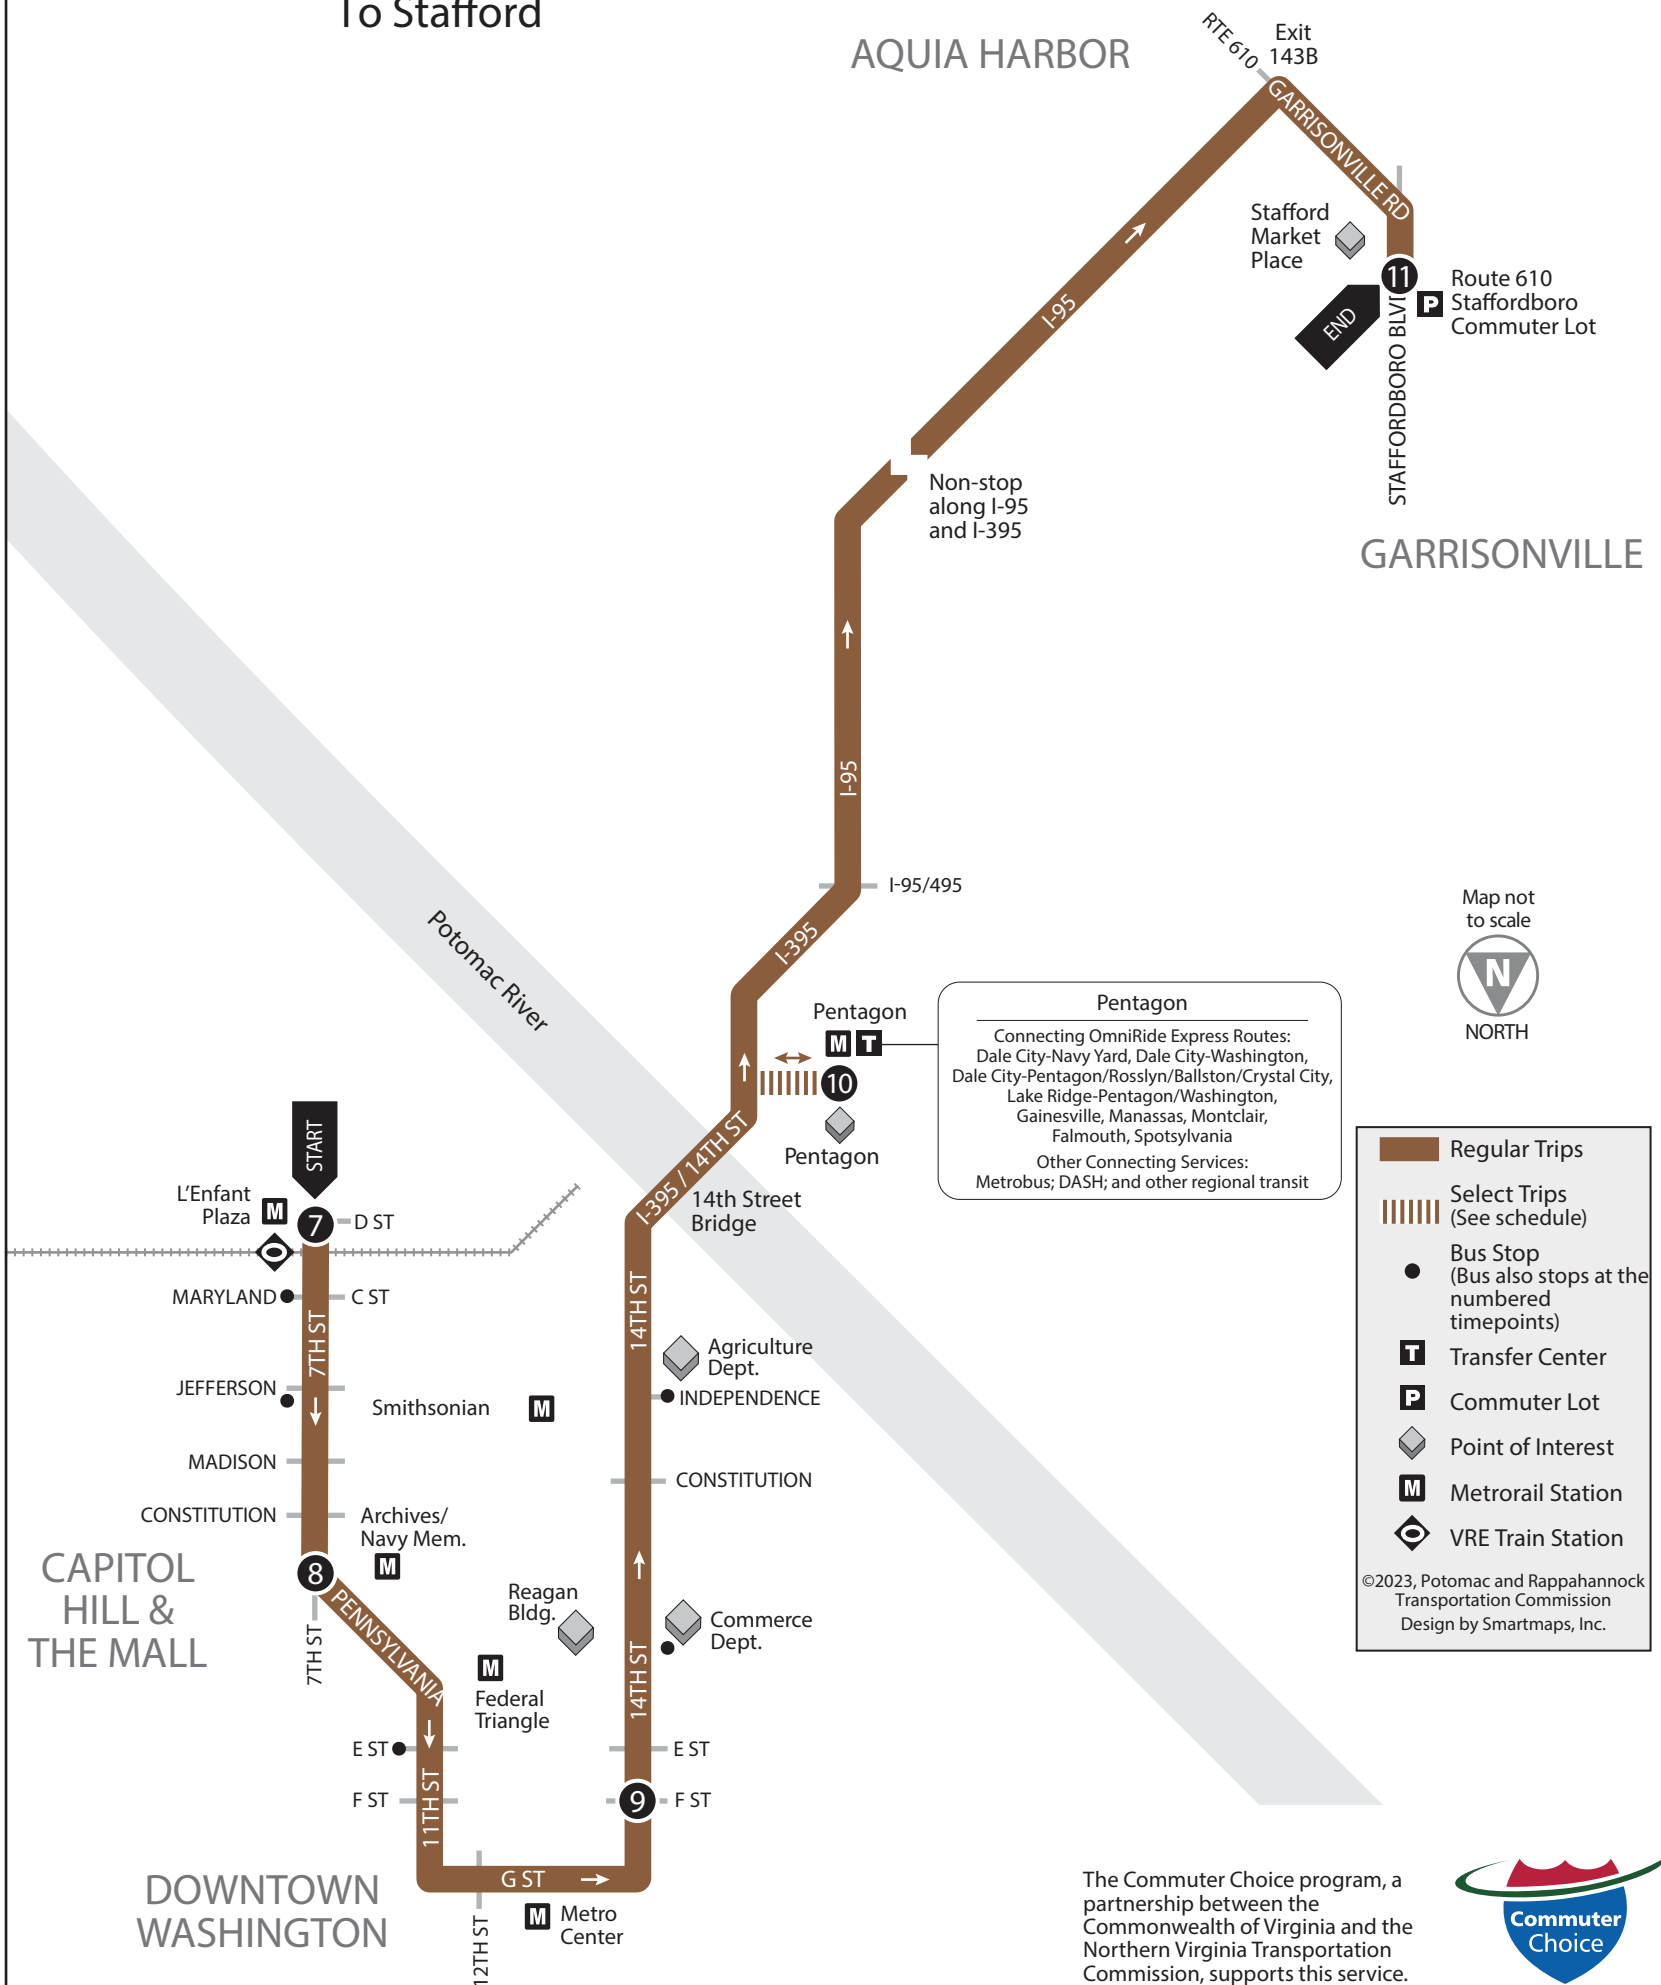 To Stafford
AQUIA HARBOR
RTE 610
Exit
143B
GARRISONVILLE RD
Stafford
Market
Place
11
END
P
Route 610
Staffordboro
Commuter Lot
STAFFORDBORO BLV
I-95
Non-stop
along I-95
and I-395
GARRISONVILLE
I-95
I-95/495
I-395
Potomac River
Map not
to scale
N
NORTH
Pentagon
M T
10
Pentagon
Pentagon
Connecting OmniRide Express Routes:
Dale City-Navy Yard, Dale City-Washington,
Dale City-Pentagon/Rosslyn/Ballston/Crystal City,
Lake Ridge-Pentagon/Washington,
Gainesville, Manassas, Montclair,
Falmouth, Spotsylvania
Other Connecting Services:
Metrobus; DASH; and other regional transit
I-395 / 14TH ST
14th Street
Bridge
START
L'Enfant
Plaza
M
7
D ST
MARYLAND
C ST
7TH ST
JEFFERSON
Smithsonian
M
MADISON
CONSTITUTION
Archives/
Navy Mem.
M
8
CAPITOL
HILL &
THE MALL
7TH ST
PENNSYLVANIA
14TH ST
Agriculture
Dept.
INDEPENDENCE
CONSTITUTION
Reagan
Bldg.
Commerce
Dept.
M
Federal
Triangle
14TH ST
E ST
E ST
F ST
9
F ST
11TH ST
G ST
DOWNTOWN
WASHINGTON
12TH ST
M
Metro
Center
Regular Trips
Select Trips
(See schedule)
Bus Stop
(Bus also stops at the
numbered
timepoints)
T Transfer Center
P Commuter Lot
Point of Interest
M Metrorail Station
VRE Train Station
©2023, Potomac and Rappahannock
Transportation Commission
Design by Smartmaps, Inc.
The Commuter Choice program, a
partnership between the
Commonwealth of Virginia and the
Northern Virginia Transportation
Commission, supports this service.
Commuter
Choice